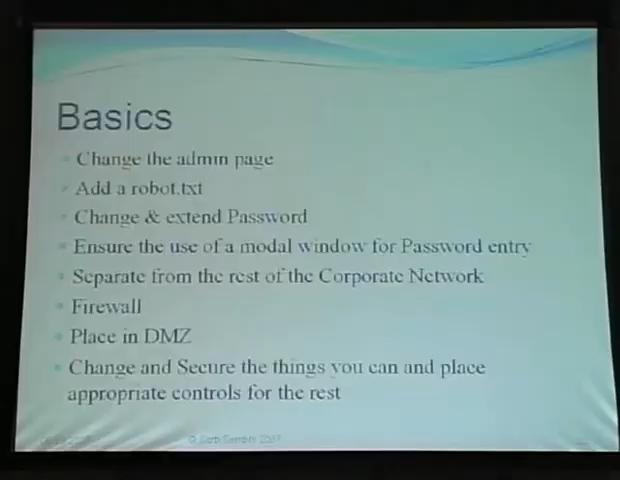 Basics
Change the admin page
Add a robot.txt
Change & extend Password
Ensure the use of a modal window for Password entry
Separate from the rest of the Corporate Network
Firewall
Place in DMZ
Change and Secure the things you can and place
appropriate controls for the rest